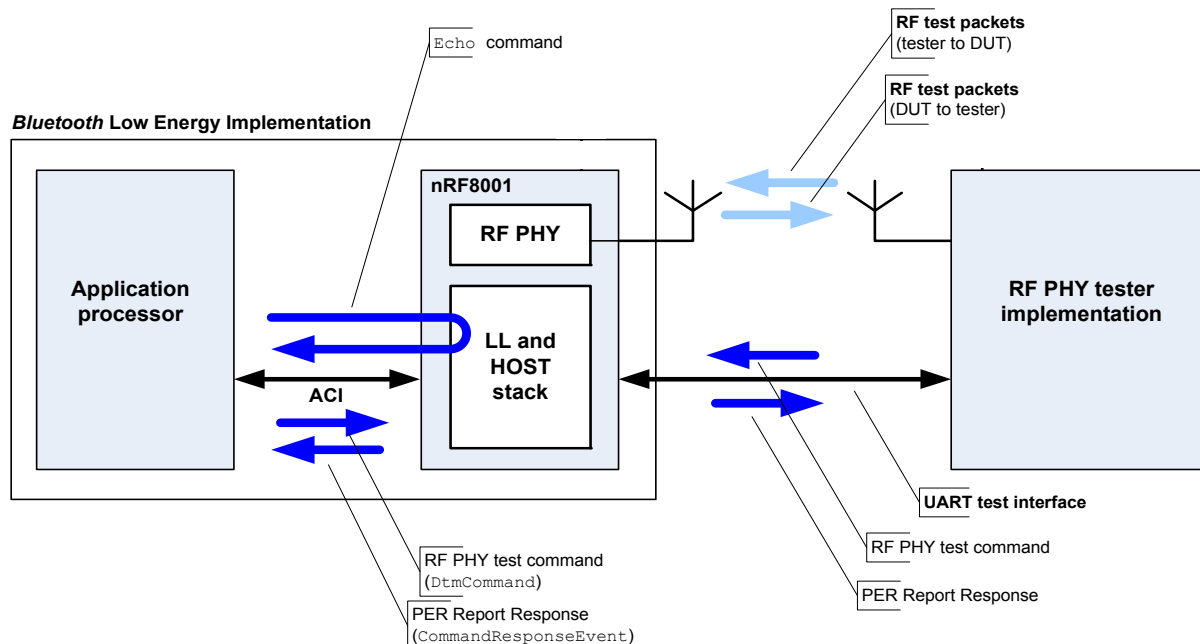 RF test packets
(tester to DUT)
Echo command
RF test packets
(DUT to tester)
Bluetooth Low Energy Implementation
nRF8001
RF PHY
Application
processor
LL and
HOST
stack
RF PHY tester
implementation
ACI
UART test interface
RF PHY test command
(DtmCommand)
RF PHY test command
PER Report Response
(CommandResponseEvent)
PER Report Response